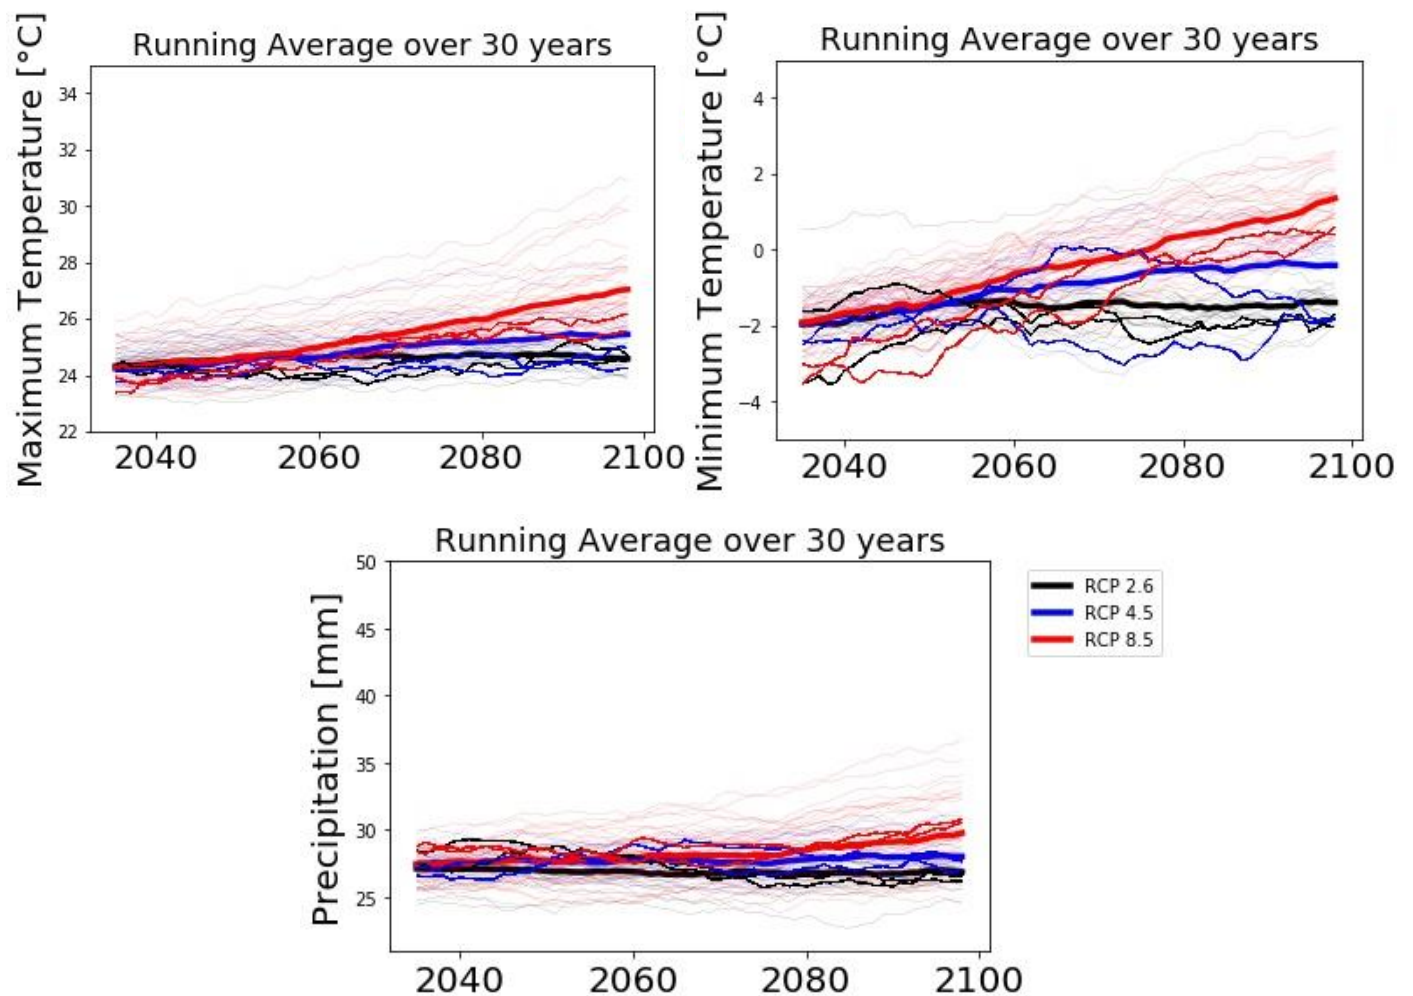 Running Average over 30 years
Maximum Temperature [°C]
34
32
30
28
26
24
22
2040 2060 2080 2100
Running Average over 30 years
Minimum Temperature [°C]
4
2
0
−2
−4
2040 2060 2080 2100
Running Average over 30 years
Precipitation [mm]
50
45
40
35
30
25
2040 2060 2080 2100
RCP 2.6
RCP 4.5
RCP 8.5